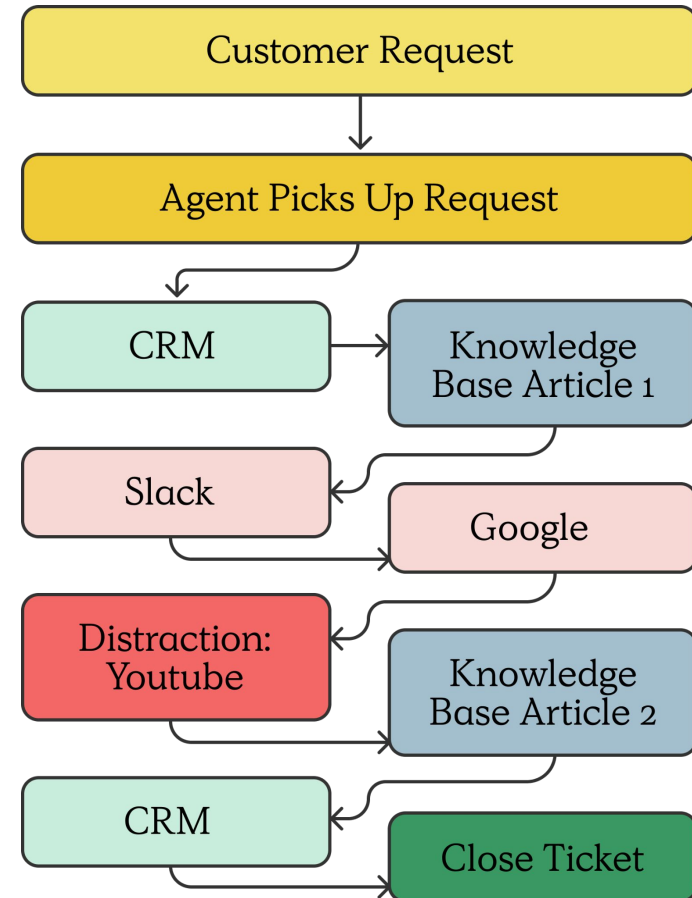 Customer Request
Agent Picks Up Request
CRM
Knowledge
Base Article 1
Slack
Google
Distraction:
Youtube
Knowledge
Base Article 2
CRM
Close Ticket